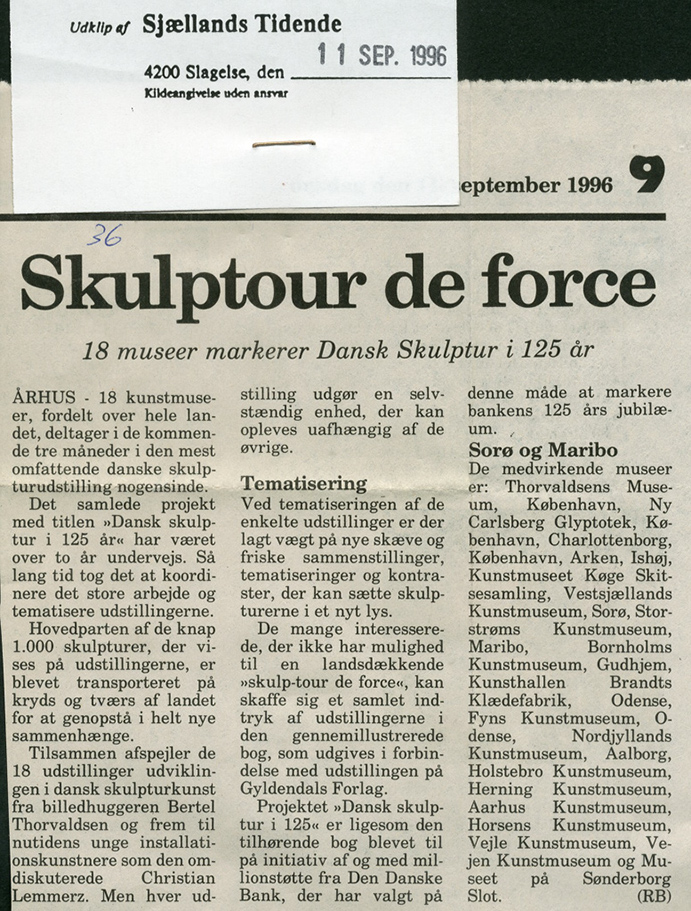 Udklip af Sjællands Tidende
11 SEP. 1996
4200 Slagelse, den
Kildeangivelse uden ansvar
september 1996 9
36
Skulptour de force
18 museer markerer Dansk Skulptur i 125 år
ÅRHUS - 18 kunstmuse-
er, fordelt over hele lan-
det, deltager i de kommen-
de tre måneder i den mest
omfattende danske skulp-
turudstilling nogensinde.
Det samlede projekt
med titlen »Dansk skulp-
tur i 125 år« har været
over to år undervejs. Så
lang tid tog det at koordi-
nere det store arbejde og
tematisere udstillingerne.
Hovedparten af de knap
1.000 skulpturer, der vi-
ses på udstillingerne, er
blevet transporteret på
kryds og tværs af landet
for at genopstå i helt nye
sammenhænge.
Tilsammen afspejler de
18 udstillinger udviklin-
gen i dansk skulpturkunst
fra billedhuggeren Bertel
Thorvaldsen og frem til
nutidens unge installati-
onskunstnere som den om-
diskuterede Christian
Lemmerz. Men hver ud-
stilling udgør en selv-
stændig enhed, der kan
opleves uafhængig af de
øvrige.
Tematisering
Ved tematiseringen af de
enkelte udstillinger er der
lagt vægt på nye skæve og
friske sammenstillinger,
tematiseringer og kontra-
ster, der kan sætte skulp-
turerne i et nyt lys.
De mange interessere-
de, der ikke har mulighed
til en landsdækkende
»skulp-tour de force«, kan
skaffe sig et samlet ind-
tryk af udstillingerne i
den gennemillustrerede
bog, som udgives i forbin-
delse med udstillingen på
Gyldendals Forlag.
Projektet »Dansk skulp-
tur i 125« er ligesom den
tilhørende bog blevet til
på initiativ af og med mil-
lionstøtte fra Den Danske
Bank, der har valgt på
denne måde at markere
bankens 125 års jubilæ-
um.
Sorø og Maribo
De medvirkende museer
er: Thorvaldsens Muse-
um, København, Ny
Carlsberg Glyptotek, Kø-
benhavn, Charlottenborg,
København, Arken, Ishøj,
Kunstmuseet Køge Skit-
sesamling, Vestsjællands
Kunstmuseum, Sorø, Stor-
strøms Kunstmuseum,
Maribo, Bornholms
Kunstmuseum, Gudhjem,
Kunsthallen Brandts
Klædefabrik, Odense,
Fyns Kunstmuseum, O-
dense, Nordjyllands
Kunstmuseum, Aalborg,
Holstebro Kunstmuseum,
Herning Kunstmuseum,
Aarhus Kunstmuseum,
Horsens Kunstmuseum,
Vejle Kunstmuseum, Ve-
jen Kunstmuseum og Mu-
seet på Sønderborg
Slot. (RB)